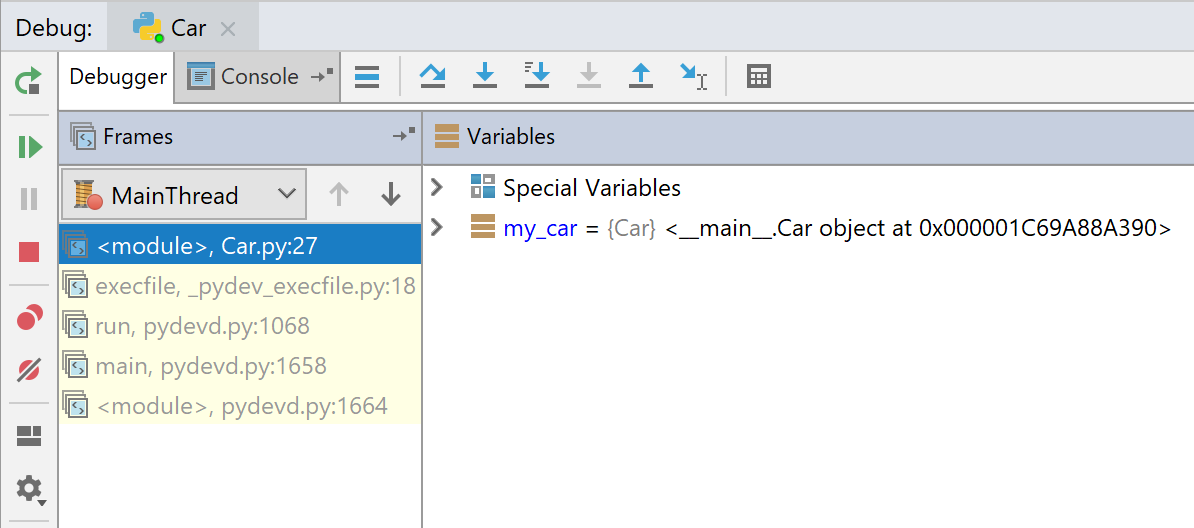 Debug: Car
Debugger Console
Frames
Variables
MainThread
<module>, Car.py:27
execfile, _pydev_execfile.py:18
run, pydevd.py:1068
main, pydevd.py:1658
<module>, pydevd.py:1664
Special Variables
my_car = {Car} <__main__.Car object at 0x000001C69A88A390>